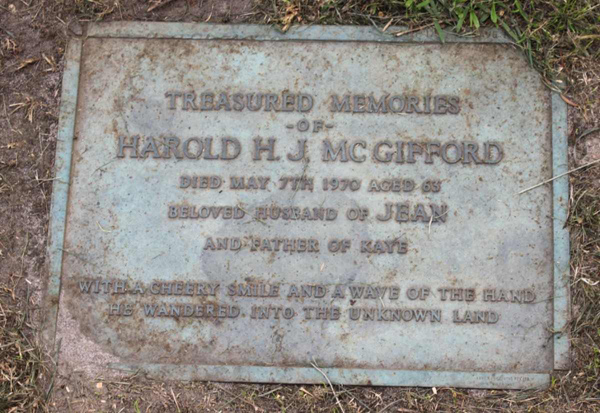 TREASURED MEMORIES
-OF-
HAROLD H. J. MC GIFFORD
DIED MAY 7TH 1970 AGED 63
BELOVED HUSBAND OF JEAN
AND FATHER OF KAYE
WITH A CHEERY SMILE AND A WAVE OF THE HAND
HE WANDERED INTO THE UNKNOWN LAND